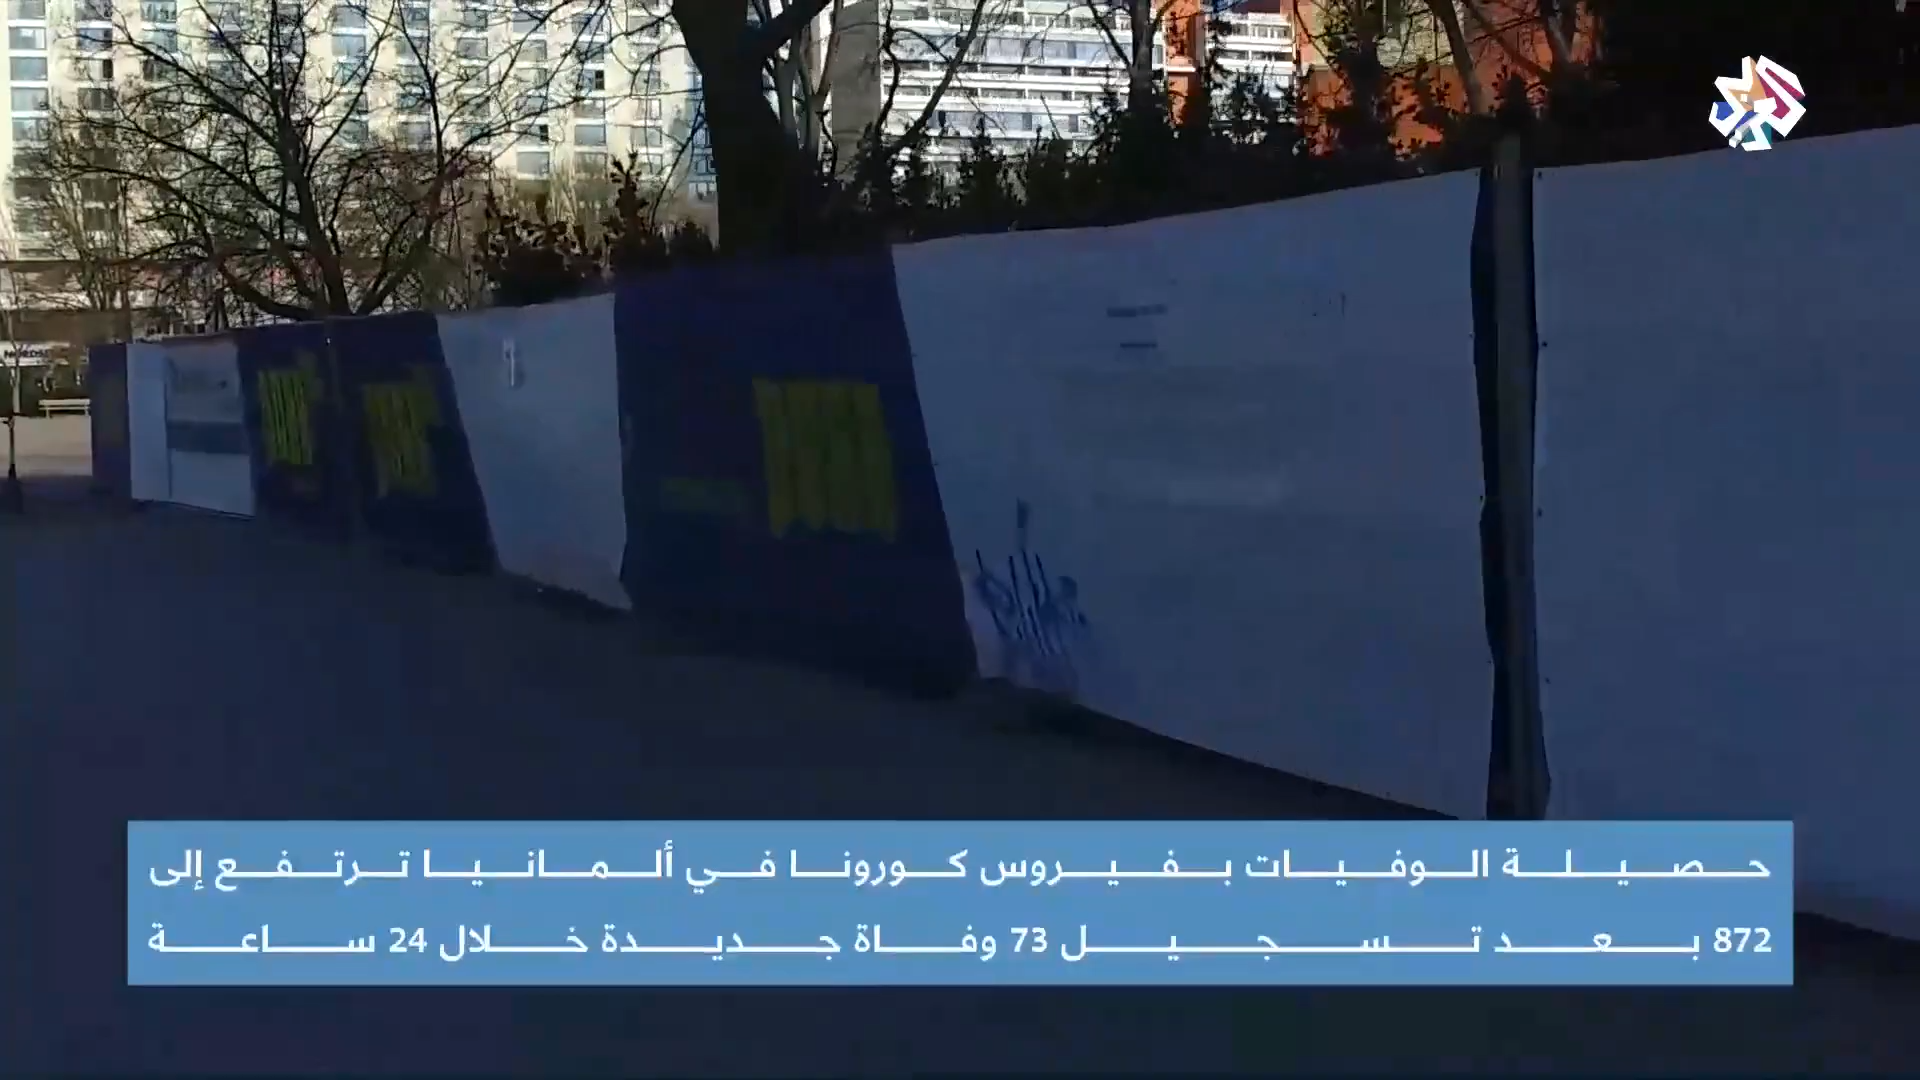 حصيلة الوفيات بفيروس كورونا في ألمانيا ترتفع إلى
872 بعد تسجيل 73 وفاة جديدة خلال 24 ساعة